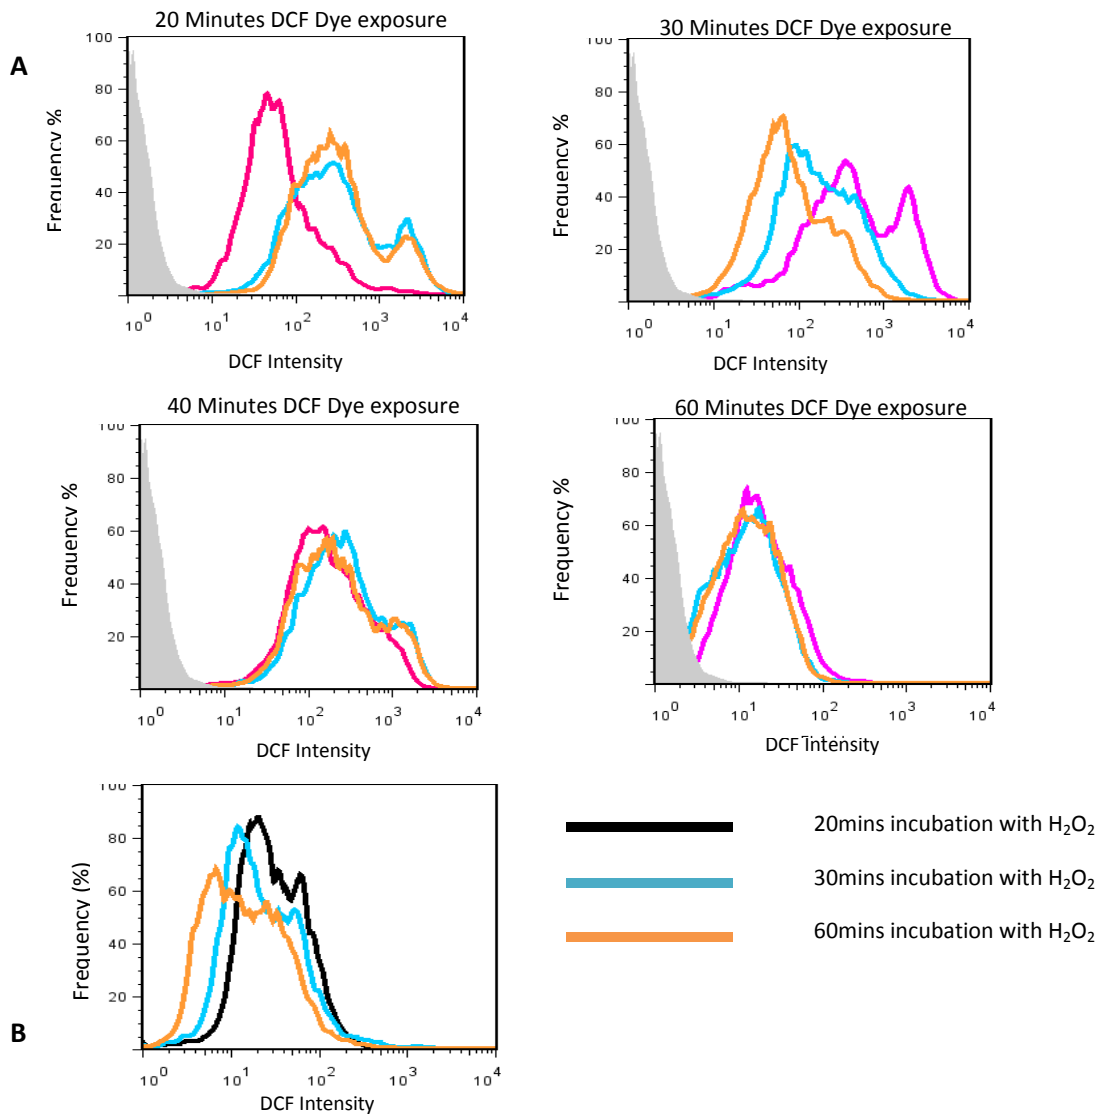 20 Minutes DCF Dye exposure
30 Minutes DCF Dye exposure
A
100
80
60
40
20
Frequency %
10^0 10^1 10^2 10^3 10^4
DCF Intensity
100
80
60
40
20
Frequency %
10^0 10^1 10^2 10^3 10^4
DCF Intensity
40 Minutes DCF Dye exposure
60 Minutes DCF Dye exposure
100
80
60
40
20
Frequency %
10^0 10^1 10^2 10^3 10^4
DCF Intensity
100
80
60
40
20
Frequency %
10^0 10^1 10^2 10^3 10^4
DCF Intensity
100
80
60
40
20
Frequency (%)
B
10^0 10^1 10^2 10^3 10^4
DCF Intensity
20mins incubation with H₂O₂
30mins incubation with H₂O₂
60mins incubation with H₂O₂